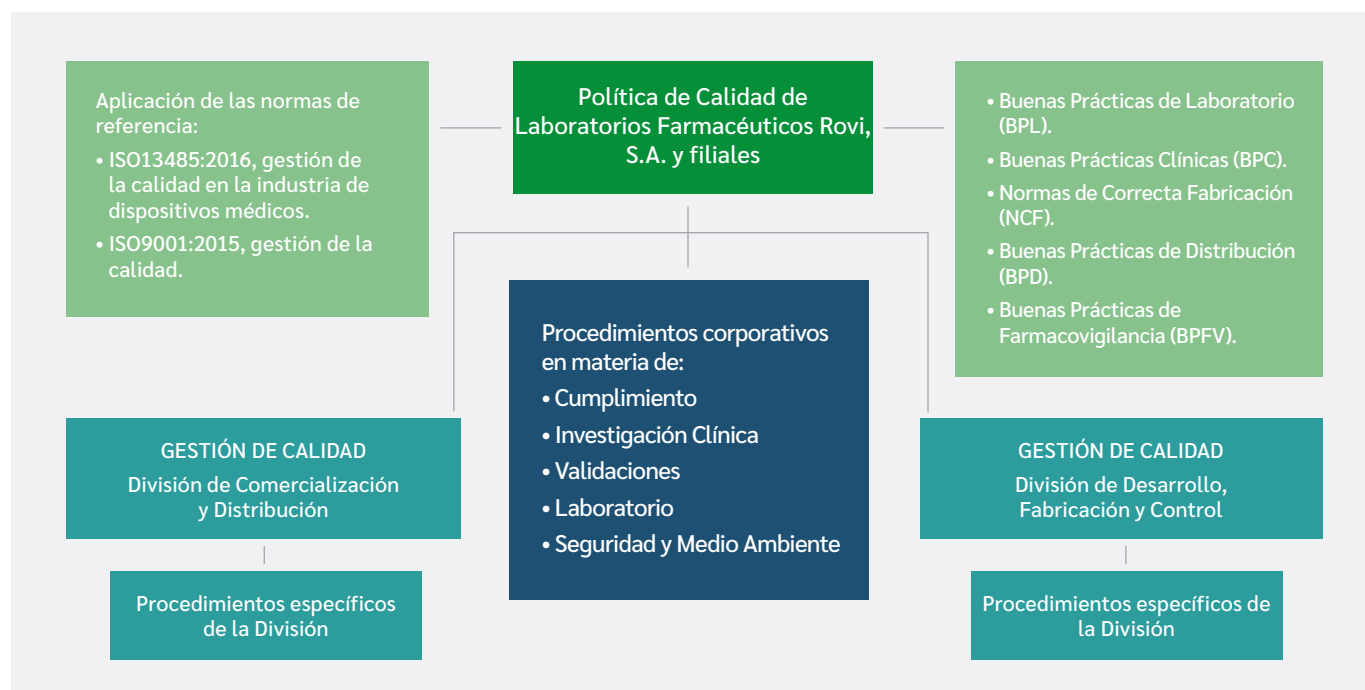 Aplicación de las normas de
referencia:
• ISO13485:2016, gestión de
la calidad en la industria de
dispositivos médicos.
• ISO9001:2015, gestión de la
calidad.
Política de Calidad de
Laboratorios Farmacéuticos Rovi,
S.A. y filiales
• Buenas Prácticas de Laboratorio
(BPL).
• Buenas Prácticas Clínicas (BPC).
• Normas de Correcta Fabricación
(NCF).
• Buenas Prácticas de Distribución
(BPD).
• Buenas Prácticas de
Farmacovigilancia (BPFV).
Procedimientos corporativos
en materia de:
• Cumplimiento
• Investigación Clínica
• Validaciones
• Laboratorio
• Seguridad y Medio Ambiente
GESTIÓN DE CALIDAD
División de Comercialización
y Distribución
Procedimientos específicos
de la División
GESTIÓN DE CALIDAD
División de Desarrollo,
Fabricación y Control
Procedimientos específicos de
la División